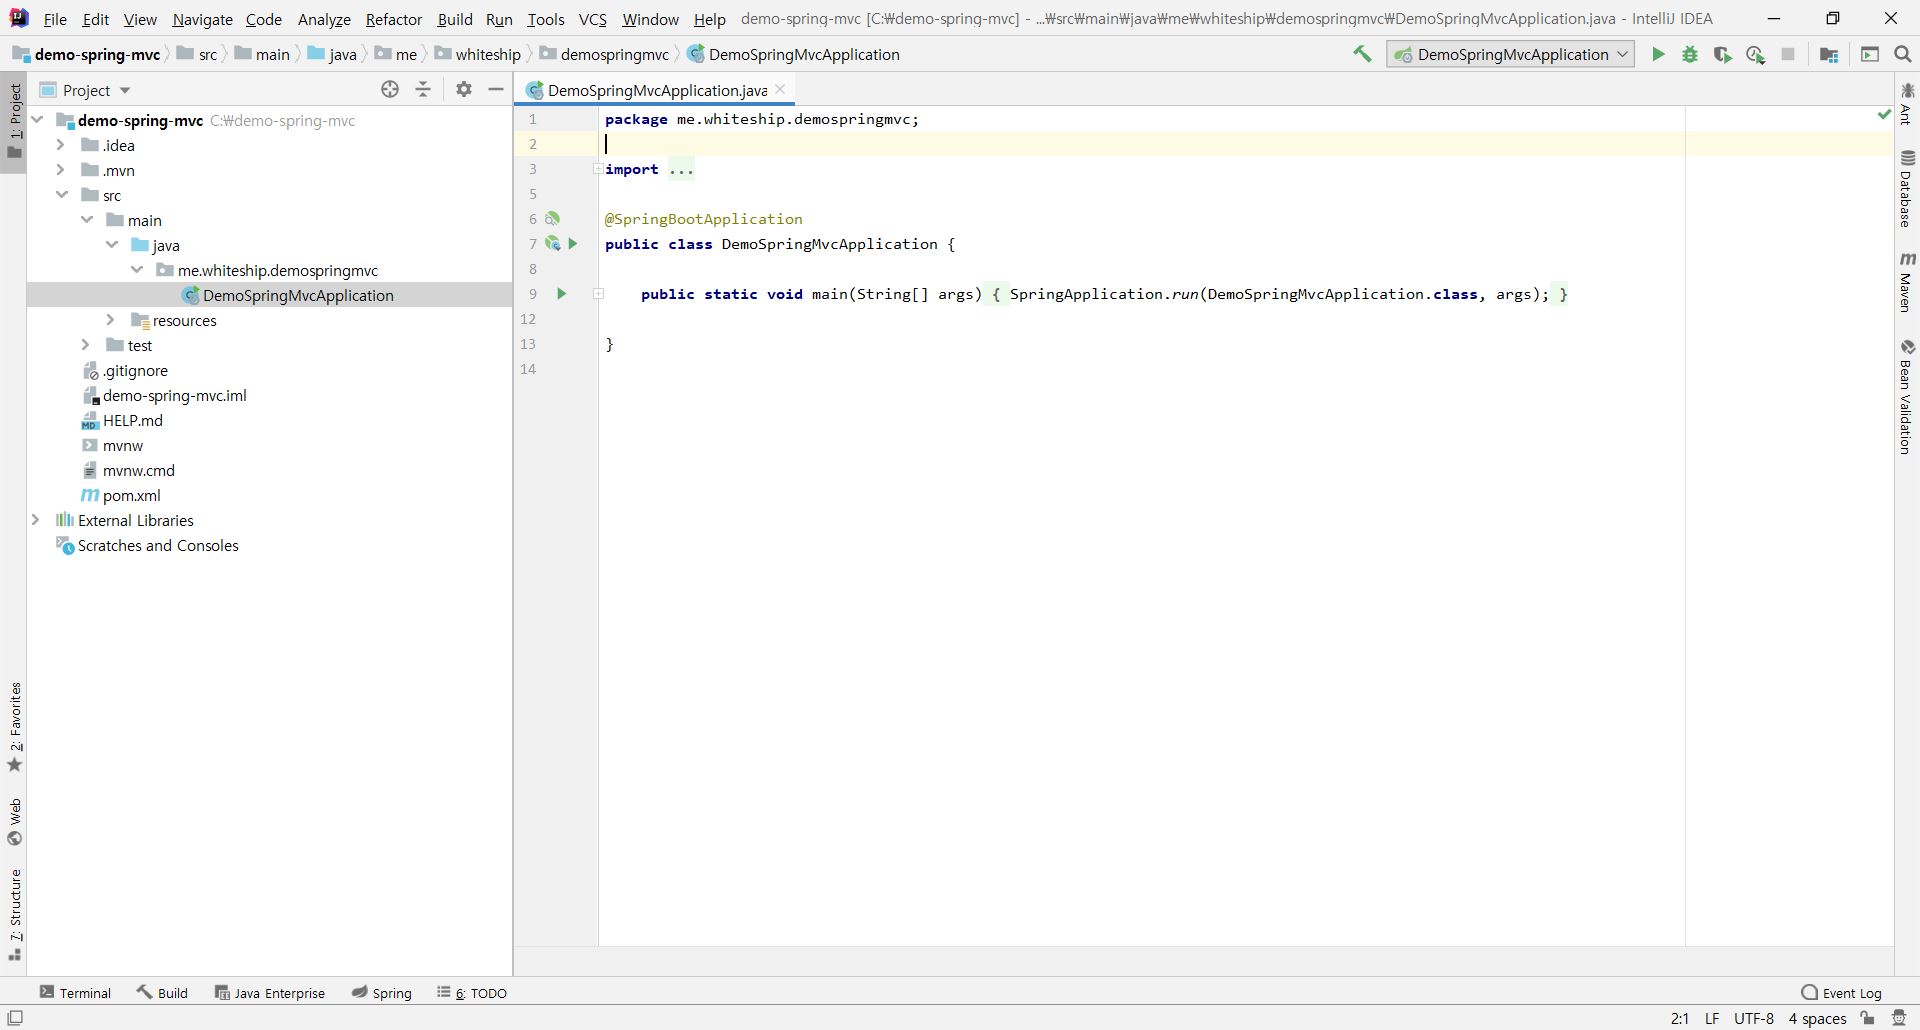 File Edit View Navigate Code Analyze Refactor Build Run Tools VCS Window Help demo-spring-mvc [C:₩demo-spring-mvc] - ...₩src₩main₩java₩me₩whiteship₩demospringmvc₩DemoSpringMvcApplication.java - IntelliJ IDEA
demo-spring-mvc src main java me whiteship demospringmvc DemoSpringMvcApplication DemoSpringMvcApplication
1: Project
Project
DemoSpringMvcApplication.java
demo-spring-mvc C:₩demo-spring-mvc
.idea
.mvn
src
main
java
me.whiteship.demospringmvc
DemoSpringMvcApplication
resources
test
.gitignore
demo-spring-mvc.iml
HELP.md
mvnw
mvnw.cmd
pom.xml
External Libraries
Scratches and Consoles
1 package me.whiteship.demospringmvc;
2
3 import ...
5
6 @SpringBootApplication
7 public class DemoSpringMvcApplication {
8
9 public static void main(String[] args) { SpringApplication.run(DemoSpringMvcApplication.class, args); }
12
13 }
14
Ant
Database
Maven
Bean Validation
2: Favorites
Web
7: Structure
Terminal Build Java Enterprise Spring 6: TODO Event Log
2:1 LF UTF-8 4 spaces